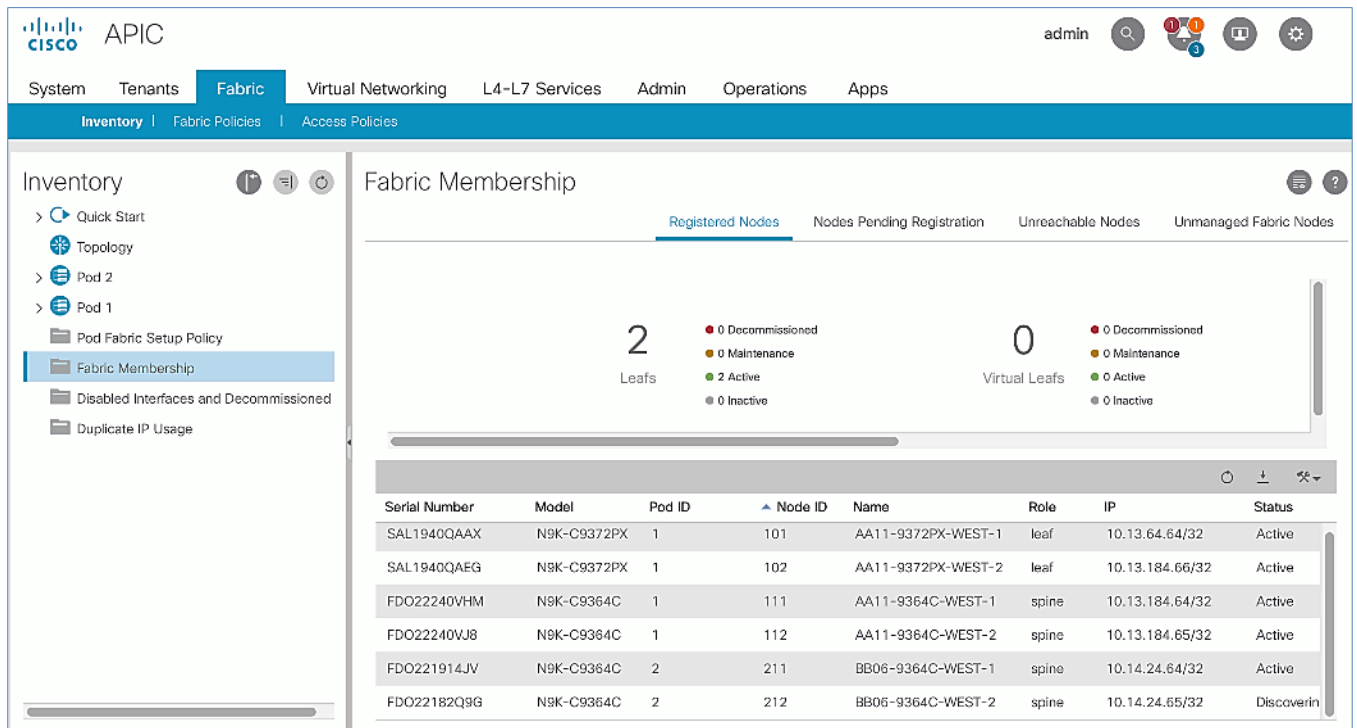 CISCO APIC admin 1 1 3
System Tenants Fabric Virtual Networking L4-L7 Services Admin Operations Apps
Inventory | Fabric Policies | Access Policies
Inventory
> Quick Start
Topology
> Pod 2
> Pod 1
Pod Fabric Setup Policy
Fabric Membership
Disabled Interfaces and Decommissioned
Duplicate IP Usage
Fabric Membership ?
Registered Nodes Nodes Pending Registration Unreachable Nodes Unmanaged Fabric Nodes
2
Leafs
0 Decommissioned
0 Maintenance
2 Active
0 Inactive
0
Virtual Leafs
0 Decommissioned
0 Maintenance
0 Active
0 Inactive
Serial Number Model Pod ID Node ID Name Role IP Status
SAL1940QAAX N9K-C9372PX 1 101 AA11-9372PX-WEST-1 leaf 10.13.64.64/32 Active
SAL1940QAEG N9K-C9372PX 1 102 AA11-9372PX-WEST-2 leaf 10.13.184.66/32 Active
FDO22240VHM N9K-C9364C 1 111 AA11-9364C-WEST-1 spine 10.13.184.64/32 Active
FDO22240VJ8 N9K-C9364C 1 112 AA11-9364C-WEST-2 spine 10.13.184.65/32 Active
FDO221914JV N9K-C9364C 2 211 BB06-9364C-WEST-1 spine 10.14.24.64/32 Active
FDO22182Q9G N9K-C9364C 2 212 BB06-9364C-WEST-2 spine 10.14.24.65/32 Discoverin